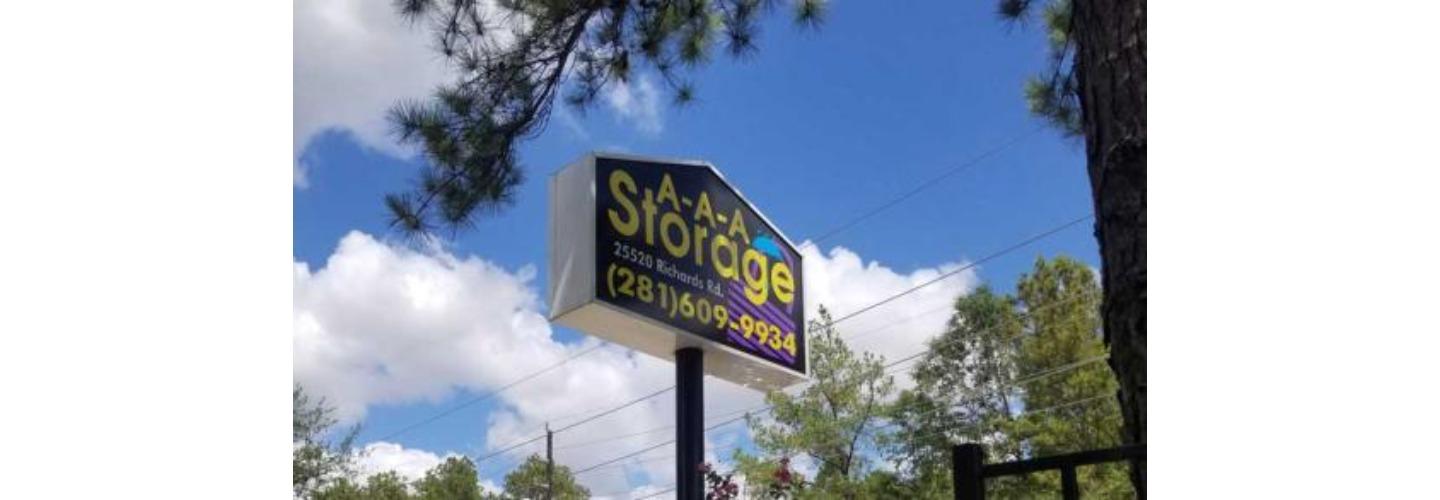 A-A-A
Storage
25520 Richards Rd.
(281)609-9934